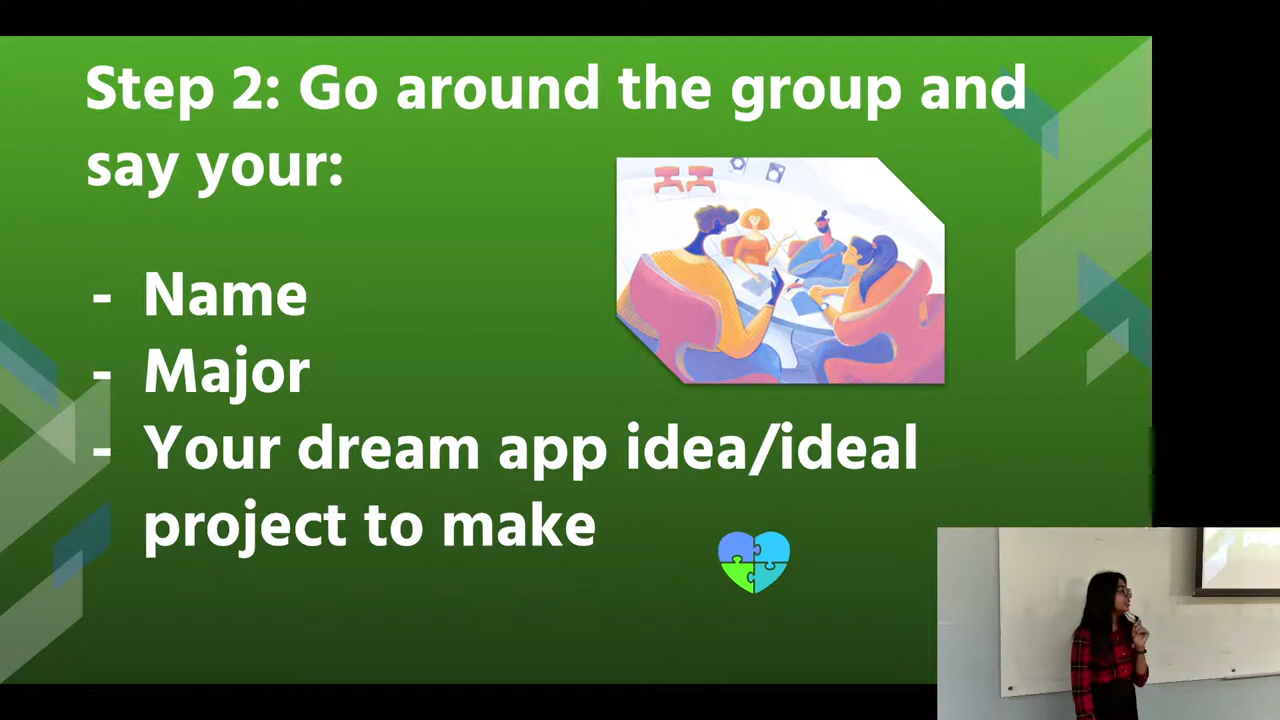 Step 2: Go around the group and
say your:
- Name
- Major
- Your dream app idea/ideal
project to make